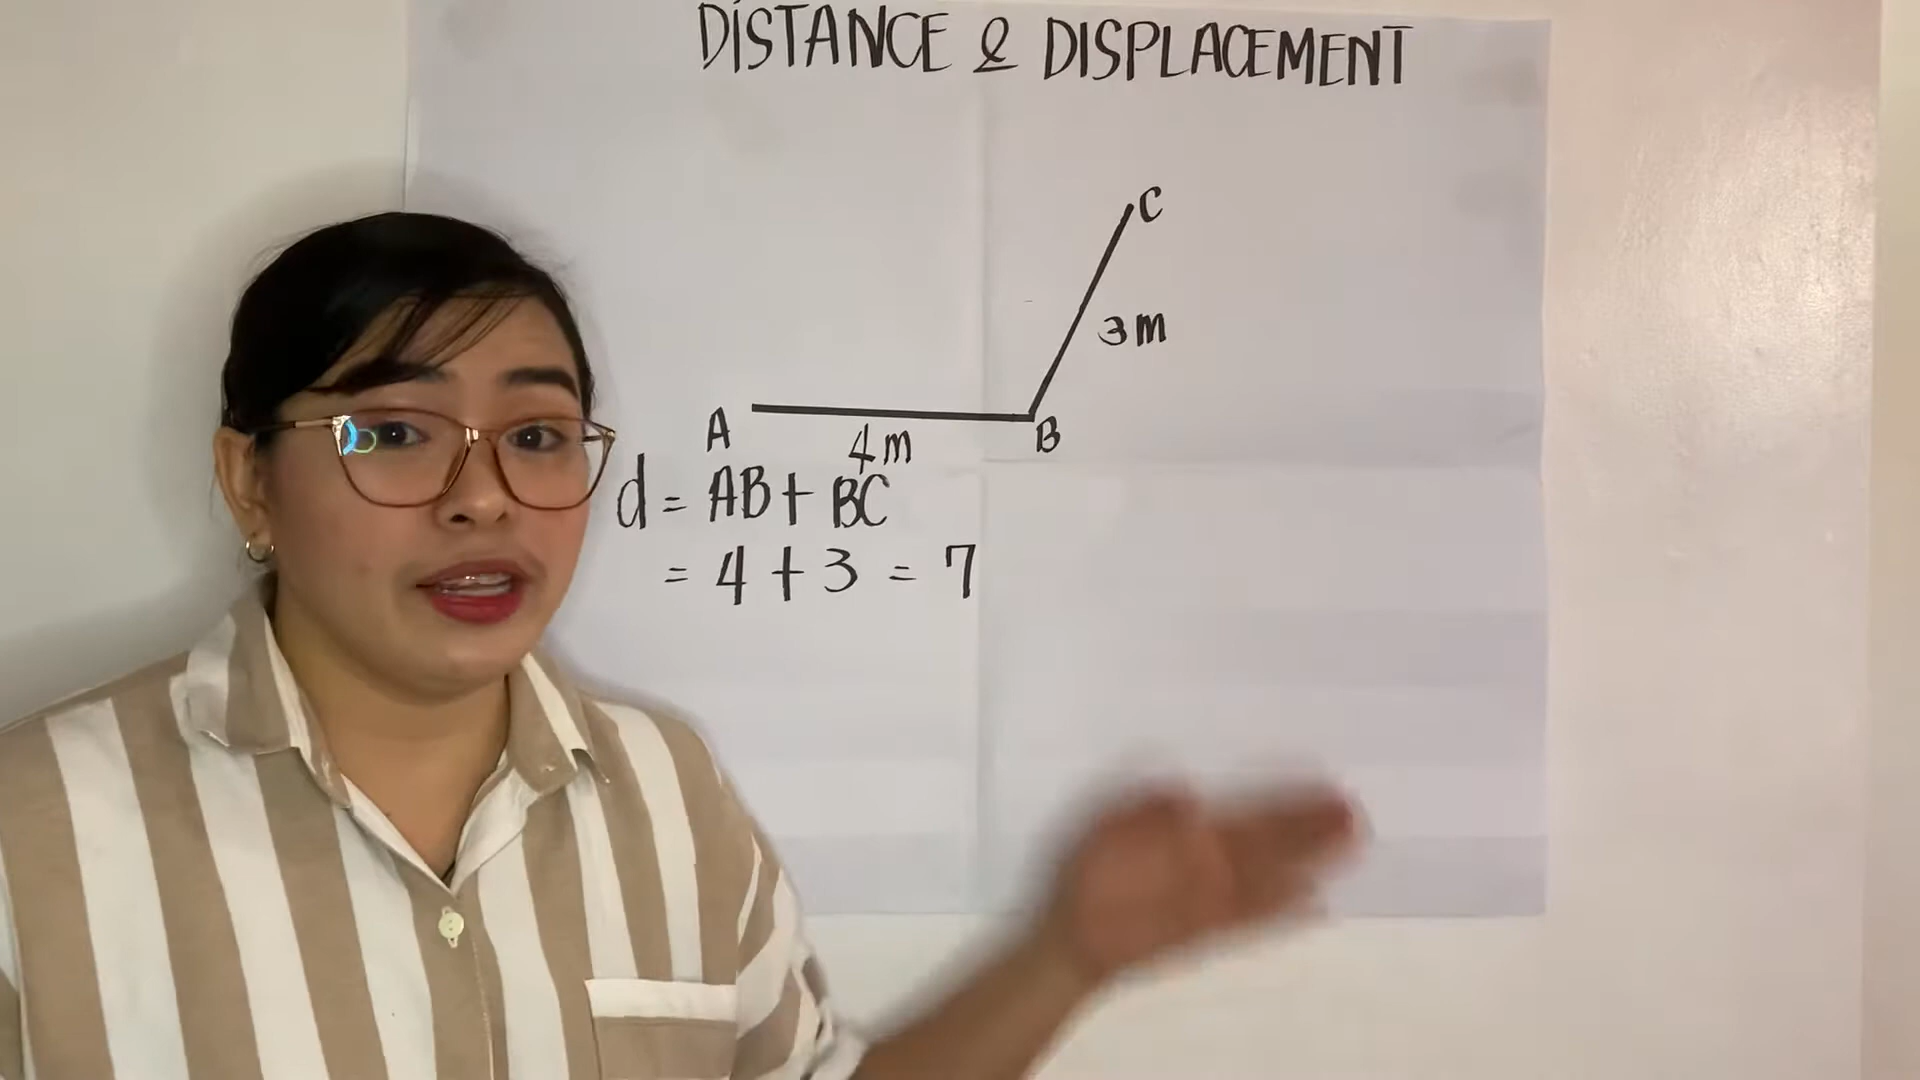 DISTANCE & DISPLACEMENT
C
3m
A
B
4m
d = AB + BC
= 4 + 3 = 7